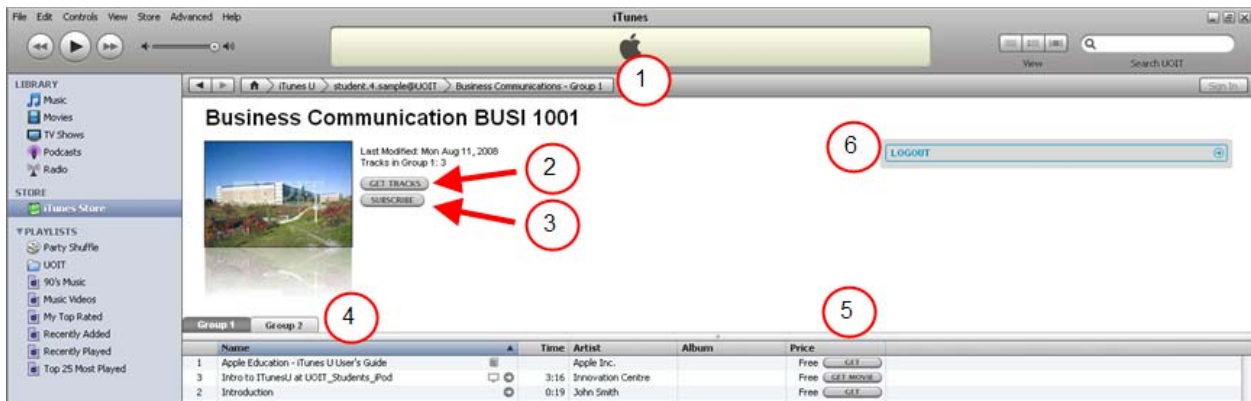 File Edit Controls View Store Advanced Help
iTunes
View
Search UOIT
LIBRARY
Music
Movies
TV Shows
Podcasts
Radio
STORE
iTunes Store
PLAYLISTS
Party Shuffle
UOIT
90's Music
Music Videos
My Top Rated
Recently Added
Recently Played
Top 25 Most Played
iTunes U student.4.sample@UOIT Business Communications - Group 1
1
Sign In
Business Communication BUSI 1001
Last Modified: Mon Aug 11, 2008
Tracks in Group 1: 3
GET TRACKS
2
SUBSCRIBE
3
6
LOGOUT
Group 1 Group 2
4
5
Name Time Artist Album Price
1 Apple Education - iTunes U User's Guide Apple Inc. Free GET
3 Intro to ITunesU at UOIT_Students_iPod 3:16 Innovation Centre Free GET MOVIE
2 Introduction 0:19 John Smith Free GET